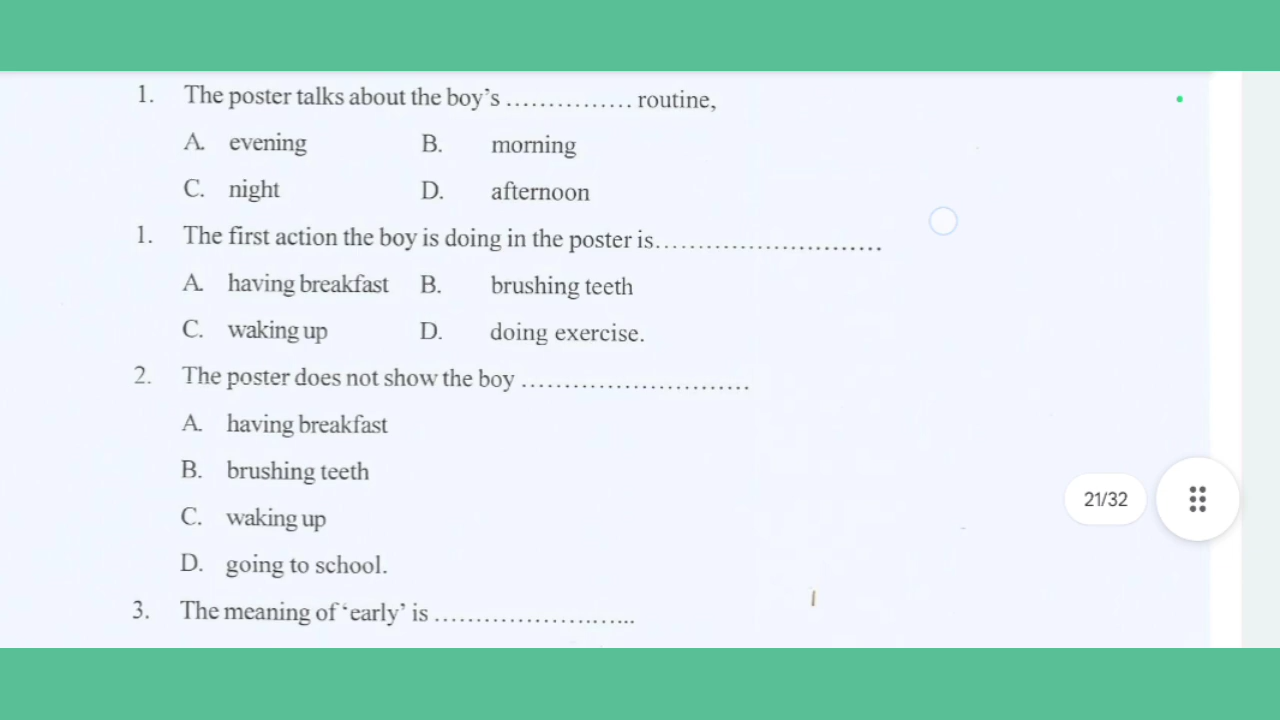 1. The poster talks about the boy's ............... routine,
A. evening B. morning
C. night D. afternoon
1. The first action the boy is doing in the poster is...........................
A. having breakfast B. brushing teeth
C. waking up D. doing exercise.
2. The poster does not show the boy ...........................
A. having breakfast
B. brushing teeth
C. waking up
D. going to school.
21/32
3. The meaning of ‘early’ is ........................